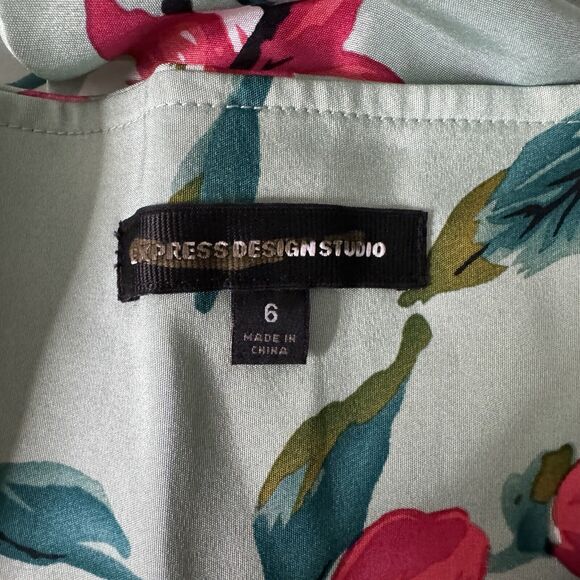 EXPRESS DESIGN STUDIO
6
MADE IN
CHINA